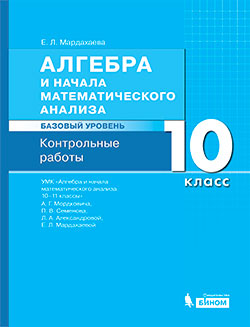 Е. Л. Мардахаева
АЛГЕБРА
И НАЧАЛА
МАТЕМАТИЧЕСКОГО
АНАЛИЗА
БАЗОВЫЙ УРОВЕНЬ
Контрольные
работы
10
класс
УМК «Алгебра и начала
математического анализа
10–11 классы»
А. Г. Мордковича,
П. В. Семенова,
Л. А. Александровой,
Е. Л. Мардахаевой
БИНОМ